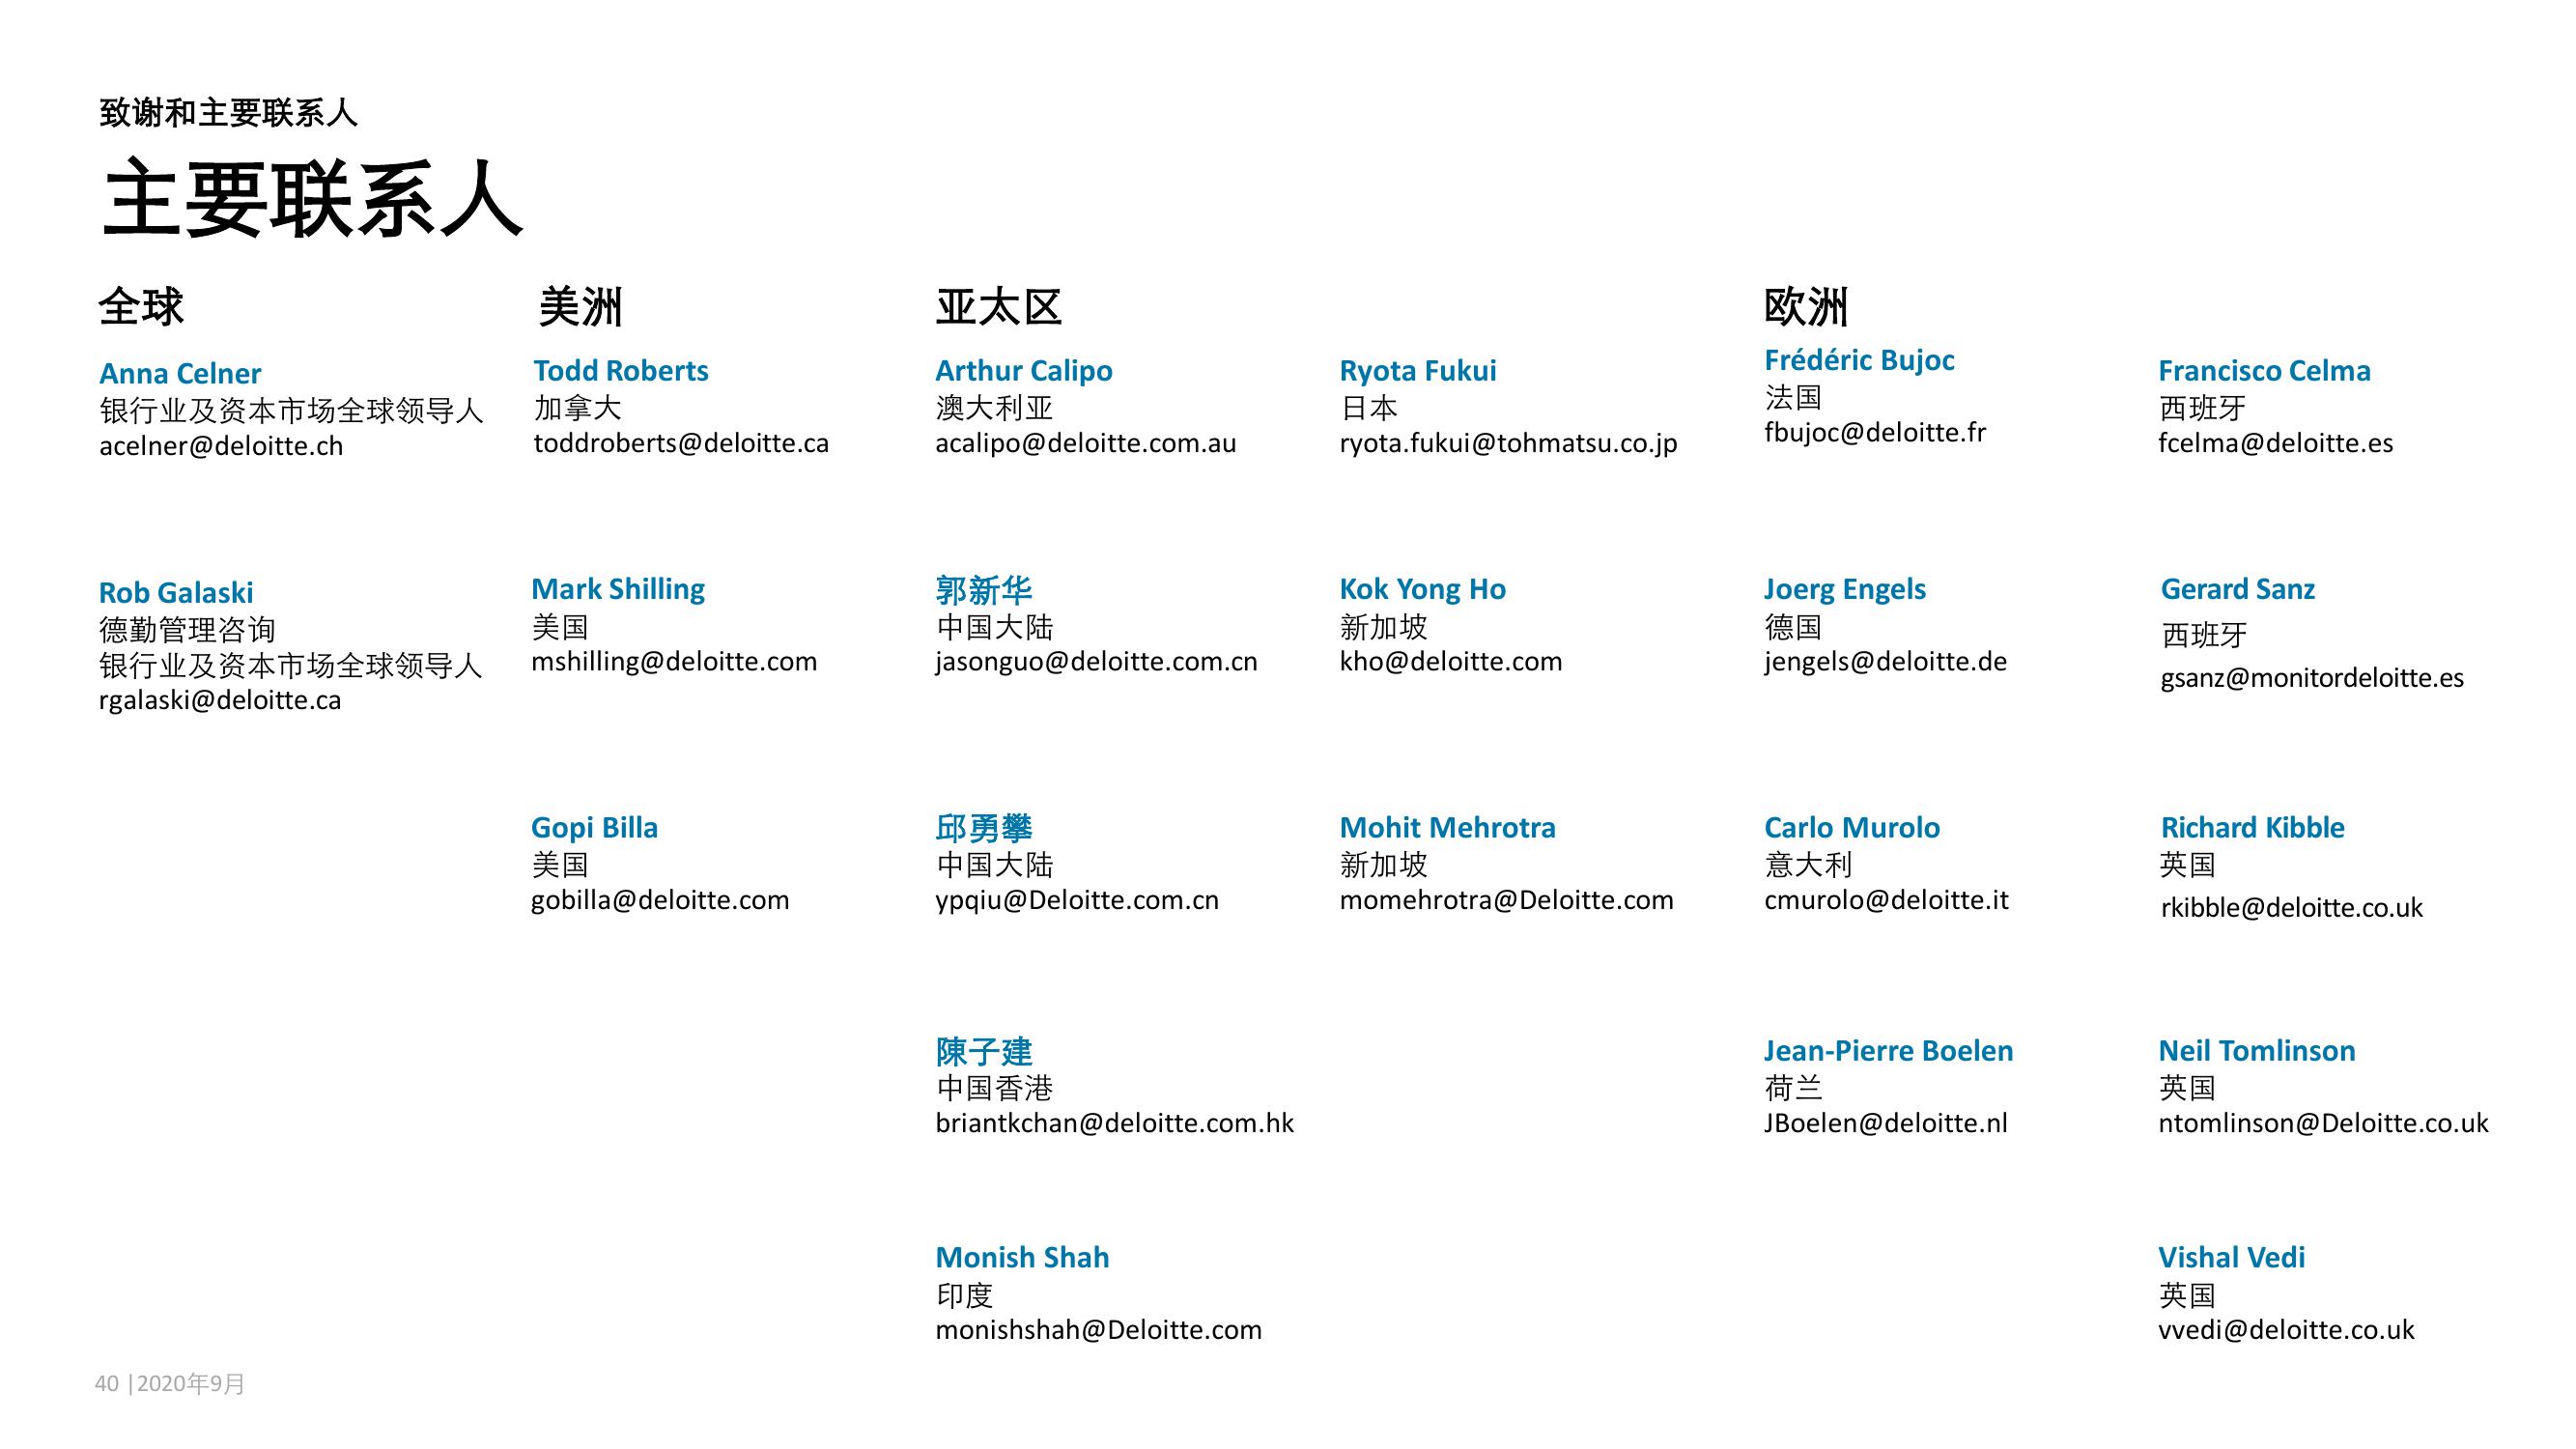 致谢和主要联系人
主要联系人
全球
Anna Celner
银行业及资本市场全球领导人
acelner@deloitte.ch
Rob Galaski
德勤管理咨询
银行业及资本市场全球领导人
rgalaski@deloitte.ca
美洲
Todd Roberts
加拿大
toddroberts@deloitte.ca
Mark Shilling
美国
mshilling@deloitte.com
Gopi Billa
美国
gobilla@deloitte.com
亚太区
Arthur Calipo
澳大利亚
acalipo@deloitte.com.au
郭新华
中国大陆
jasonguo@deloitte.com.cn
邱勇攀
中国大陆
ypqiu@Deloitte.com.cn
陳子建
中国香港
briantkchan@deloitte.com.hk
Monish Shah
印度
monishshah@Deloitte.com
Ryota Fukui
日本
ryota.fukui@tohmatsu.co.jp
Kok Yong Ho
新加坡
kho@deloitte.com
Mohit Mehrotra
新加坡
momehrotra@Deloitte.com
欧洲
Frédéric Bujoc
法国
fbujoc@deloitte.fr
Joerg Engels
德国
jengels@deloitte.de
Carlo Murolo
意大利
cmurolo@deloitte.it
Jean-Pierre Boelen
荷兰
JBoelen@deloitte.nl
Francisco Celma
西班牙
fcelma@deloitte.es
Gerard Sanz
西班牙
gsanz@monitordeloitte.es
Richard Kibble
英国
rkibble@deloitte.co.uk
Neil Tomlinson
英国
ntomlinson@Deloitte.co.uk
Vishal Vedi
英国
vvedi@deloitte.co.uk
40 |2020年9月